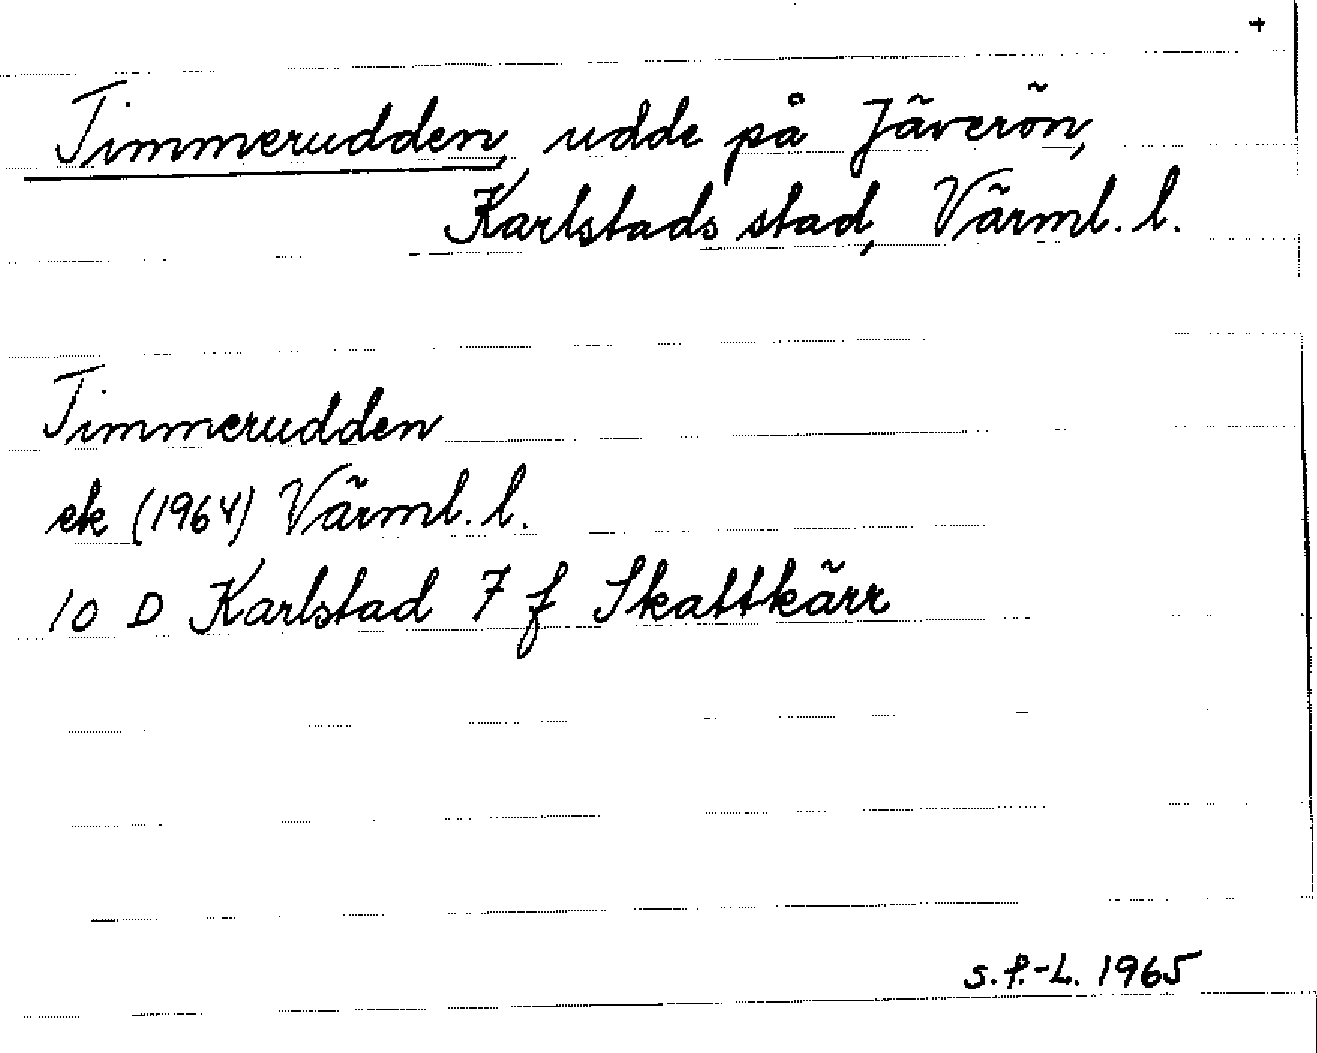 +
Timmerudden, udde på Jäverön,
Karlstads stad, Värml. l.
Timmerudden
ek (1964) Värml. l.
10 D Karlstad 7 f Skattkärr
S. P.-L. 1965